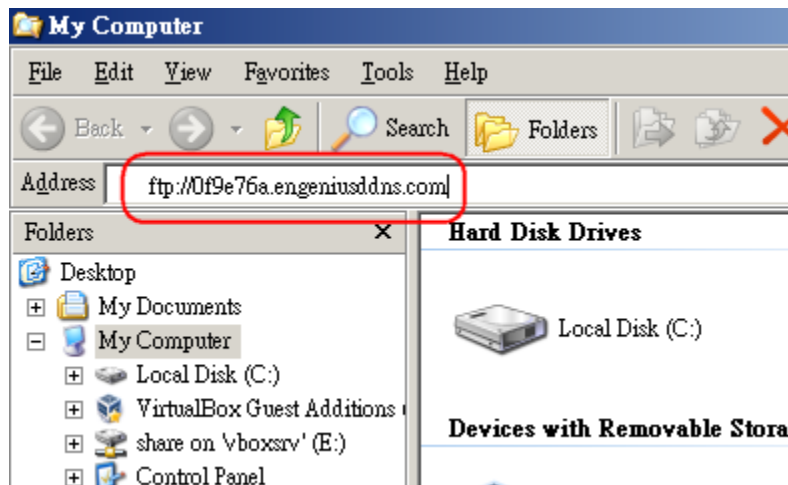 My Computer
File Edit View Favorites Tools Help
Back Search Folders
Address ftp://0f9e76a.engeniusddns.com
Folders
Desktop
My Documents
My Computer
Local Disk (C:)
VirtualBox Guest Additions
share on 'vboxsrv' (E:)
Control Panel
Hard Disk Drives
Local Disk (C:)
Devices with Removable Stora